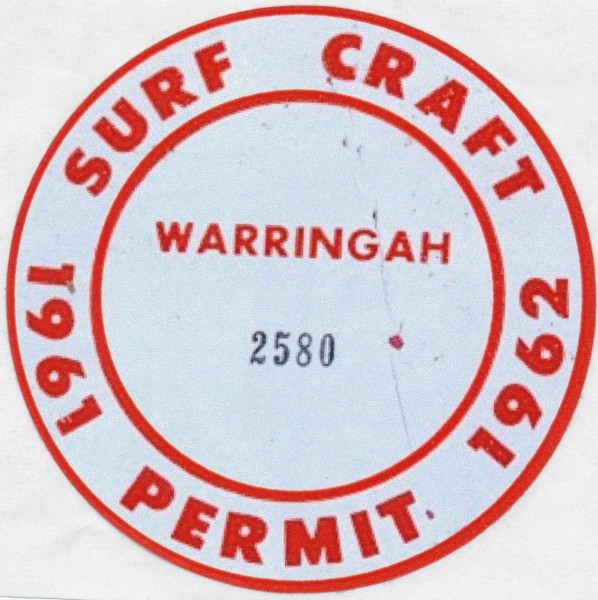 SURF CRAFT
WARRINGAH
2580
1961 PERMIT. 1962